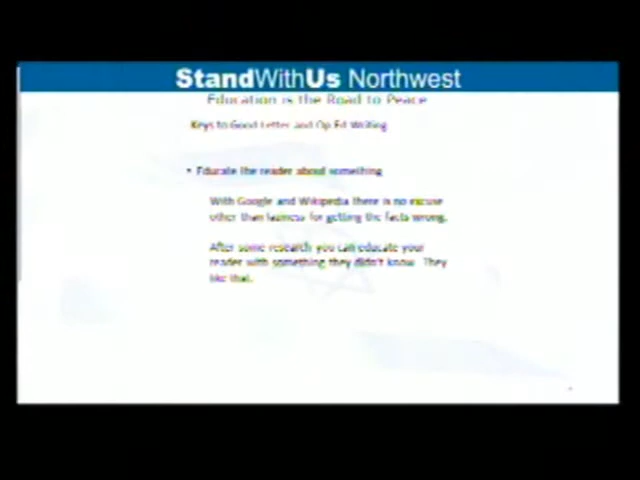 StandWithUs Northwest
Education is the Road to Peace
Keys to Good Letter and Op Ed Writing
• Educate the reader about something
With Google and Wikipedia there is no excuse
other than laziness for getting the facts wrong.
After some research you can educate your
reader with something they didn't know. They
like that.